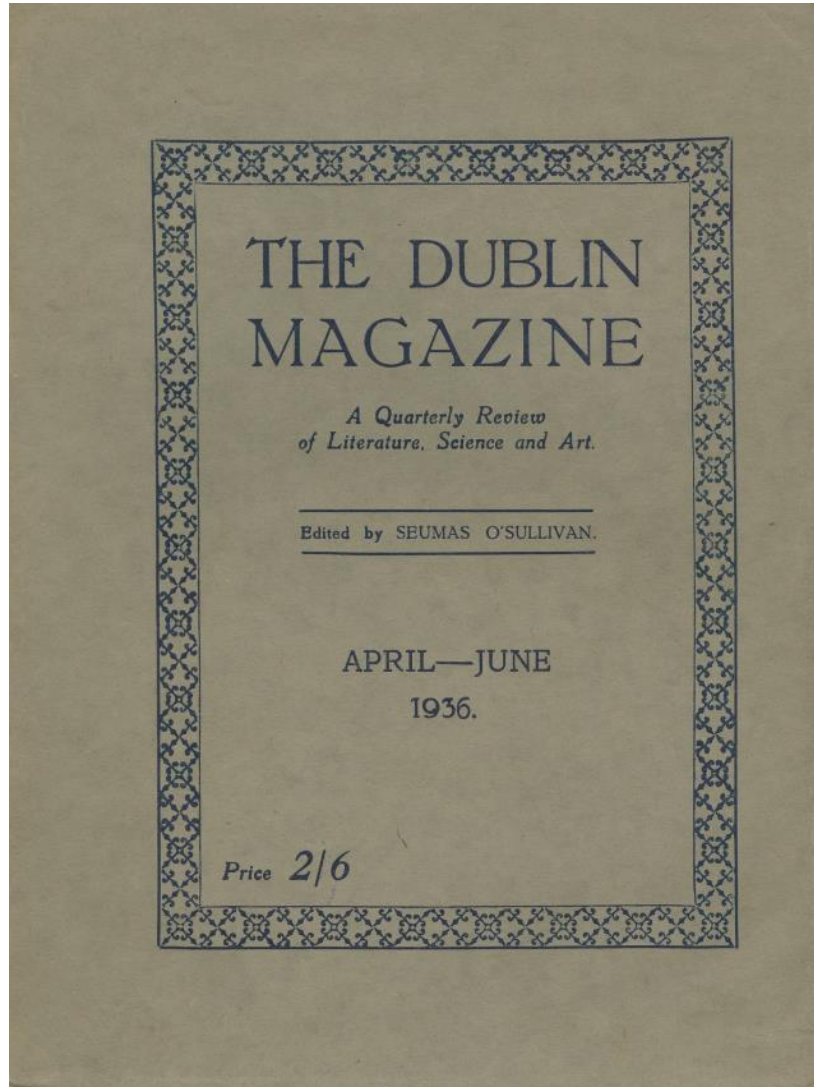 THE DUBLIN
MAGAZINE
A Quarterly Review
of Literature, Science and Art.
Edited by SEUMAS O'SULLIVAN.
APRIL—JUNE
1936.
Price 2/6